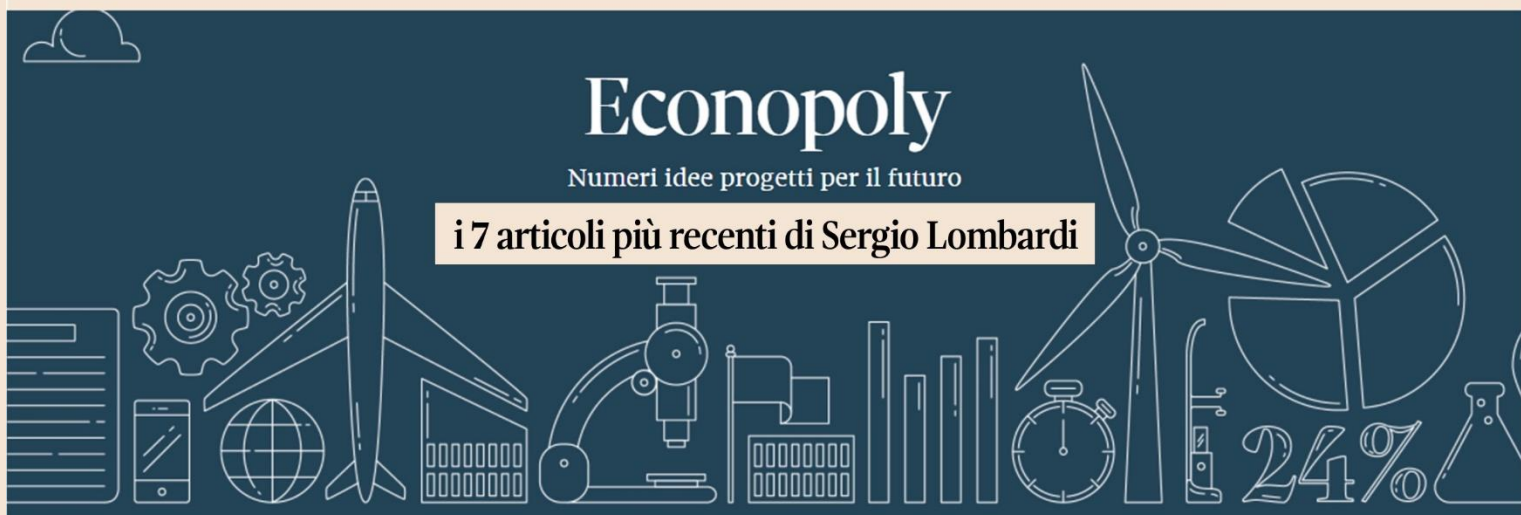 Econopoly
Numeri idee progetti per il futuro
i 7 articoli più recenti di Sergio Lombardi
24%